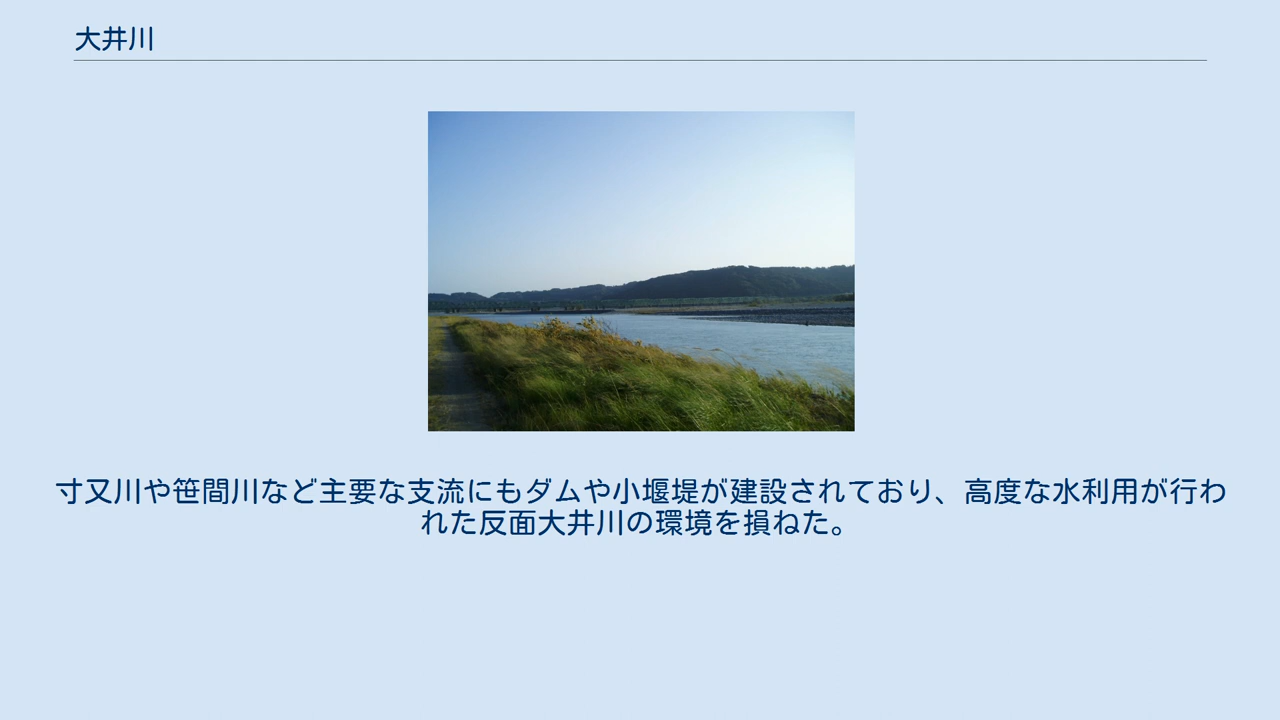 大井川
寸又川や笹間川など主要な支流にもダムや小堰堤が建設されており、高度な水利用が行わ
れた反面大井川の環境を損ねた。